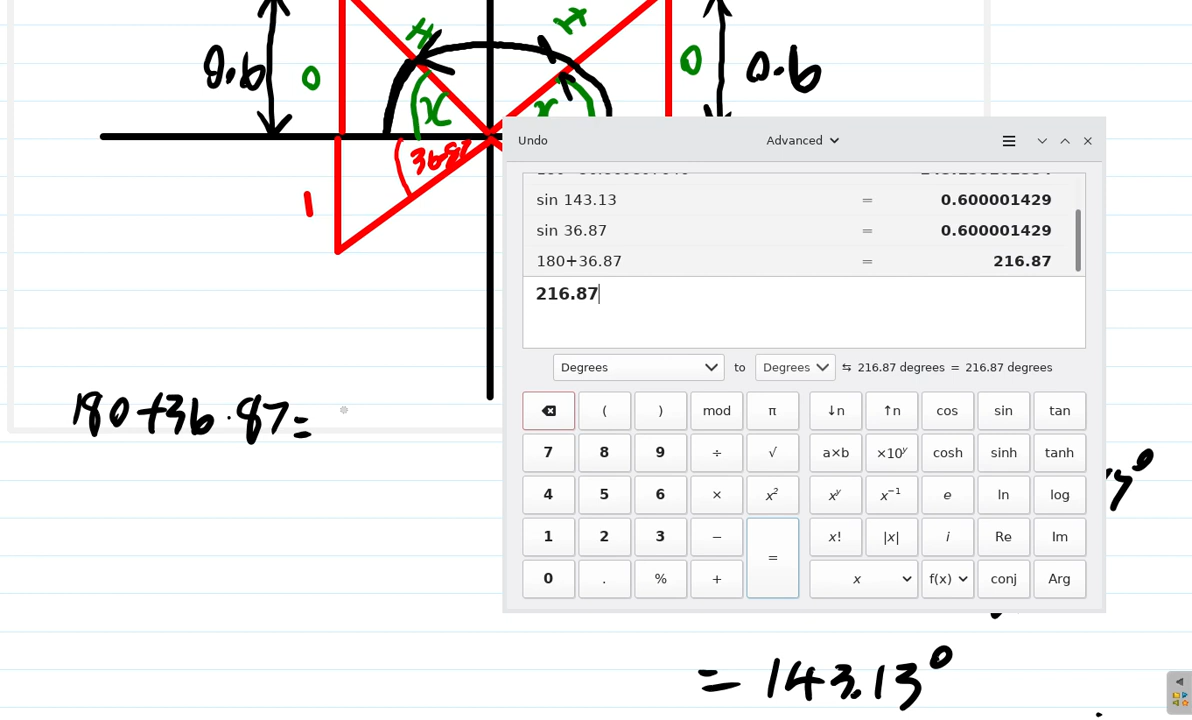 H H
0.6 0 0 0.6
x x
Undo Advanced
36.87
sin 143.13 = 0.600001429
1 sin 36.87 = 0.600001429
180+36.87 = 216.87
216.87
Degrees to Degrees ⇆ 216.87 degrees = 216.87 degrees
180+36.87=
( ) mod π ↓n ↑n cos sin tan
7 8 9 ÷ √ a×b ×10ʸ cosh sinh tanh
4 5 6 × x² xʸ x⁻¹ e ln log
1 2 3 − = x! |x| i Re Im
0 . % + x f(x) conj Arg
= 143.13°